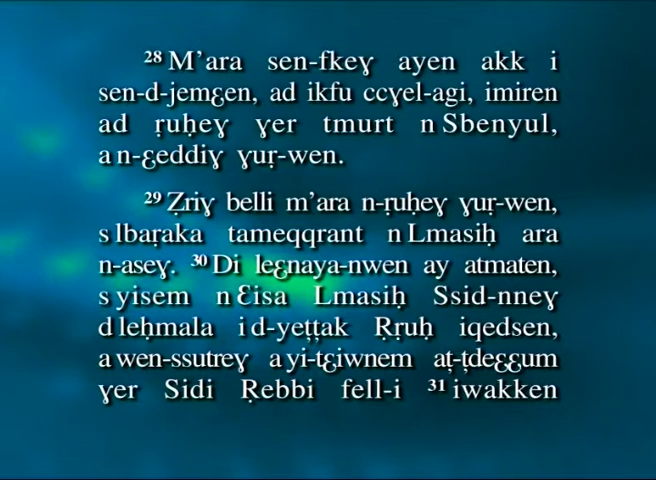 ²⁸ M’ara sen-fkeɣ ayen akk i
sen-d-jemɛen, ad ikfu ccɣel-agi, imiren
ad ṛuḥeɣ ɣer tmurt n Sbenyul,
a n-ɛeddiɣ ɣuṛ-wen.
²⁹ Ẓriɣ belli m’ara n-ṛuḥeɣ ɣuṛ-wen,
s lbaṛaka tameqqrant n Lmasiḥ ara
n-aseɣ. ³⁰ Di leɛnaya-nwen ay atmaten,
s yisem n Ɛisa Lmasiḥ Ssid-nneɣ
d leḥmala i d-yeṭṭak Ṛṛuḥ iqedsen,
a wen-ssutreɣ a yi-tɛiwnem aṭ-ṭdeɛɛum
ɣer Sidi Ṛebbi fell-i ³¹ iwakken